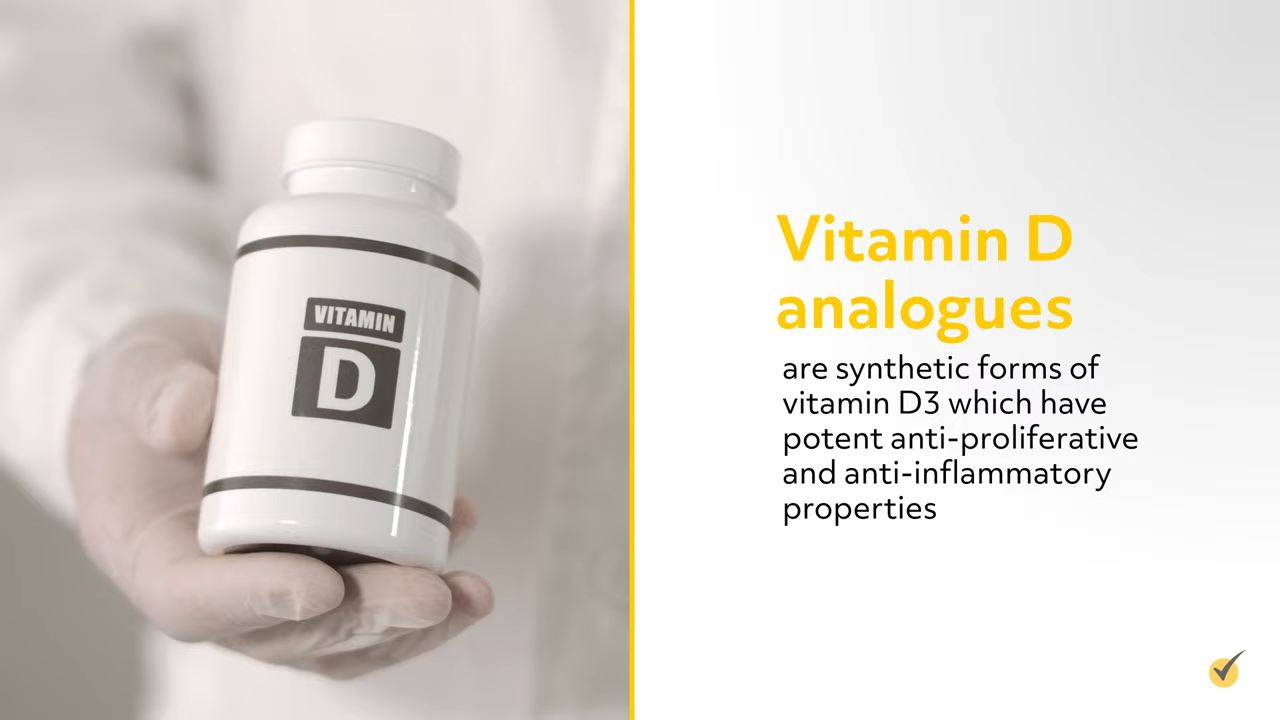 VITAMIN
D
Vitamin D
analogues
are synthetic forms of
vitamin D3 which have
potent anti-proliferative
and anti-inflammatory
properties